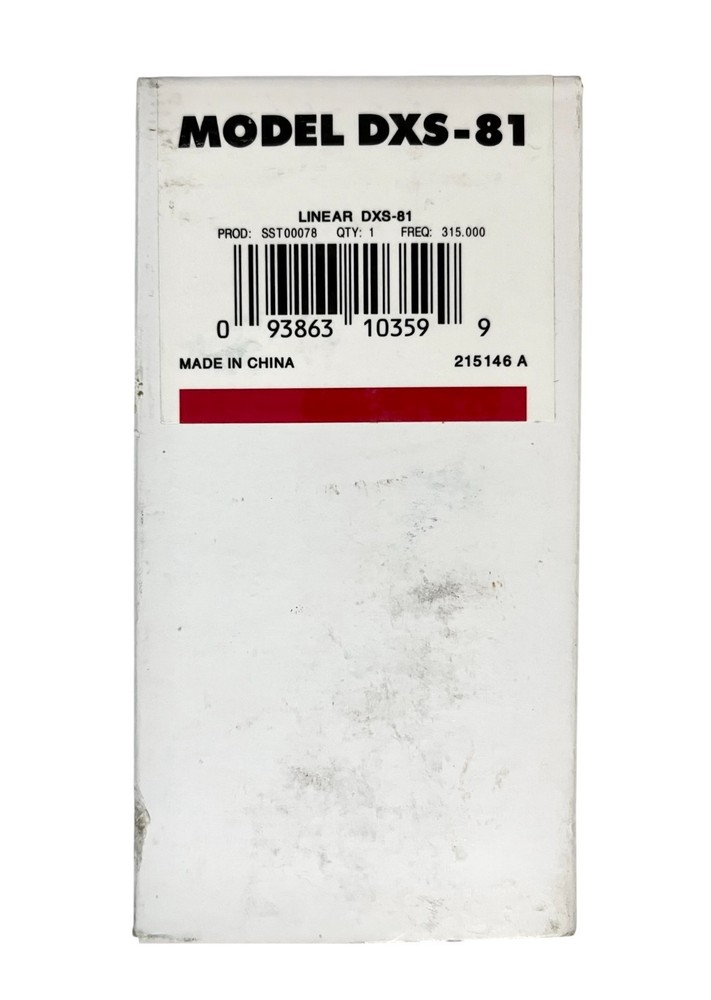 MODEL DXS-81
LINEAR DXS-81
PROD: SST00078 QTY: 1 FREQ: 315.000
0 93863 10359 9
MADE IN CHINA 215146 A